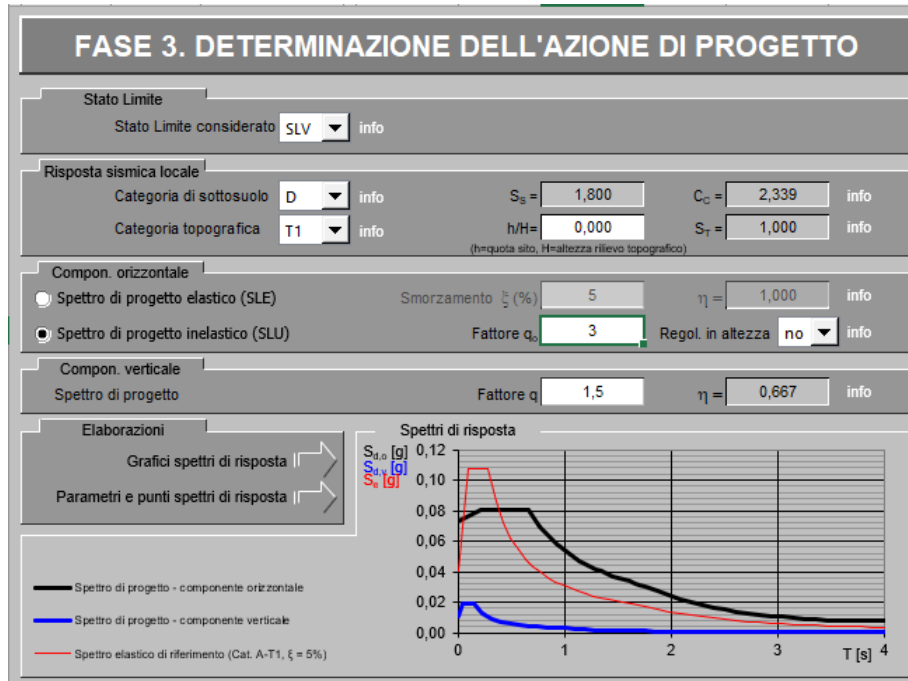 FASE 3. DETERMINAZIONE DELL'AZIONE DI PROGETTO
Stato Limite
Stato Limite considerato SLV info
Risposta sismica locale
Categoria di sottosuolo D info SS = 1,800 CC = 2,339 info
Categoria topografica T1 info h/H= 0,000 ST = 1,000 info
(h=quota sito, H=altezza rilievo topografico)
Compon. orizzontale
Spettro di progetto elastico (SLE) Smorzamento ξ (%) 5 η = 1,000 info
Spettro di progetto inelastico (SLU) Fattore qo 3 Regol. in altezza no info
Compon. verticale
Spettro di progetto Fattore q 1,5 η = 0,667 info
Elaborazioni
Grafici spettri di risposta
Parametri e punti spettri di risposta
Spettri di risposta
Sd,o [g]
Sd,v [g]
Se [g]
0,12
0,10
0,08
0,06
0,04
0,02
0,00
0 1 2 3 T [s] 4
Spettro di progetto - componente orizzontale
Spettro di progetto - componente verticale
Spettro elastico di riferimento (Cat. A-T1, ξ = 5%)